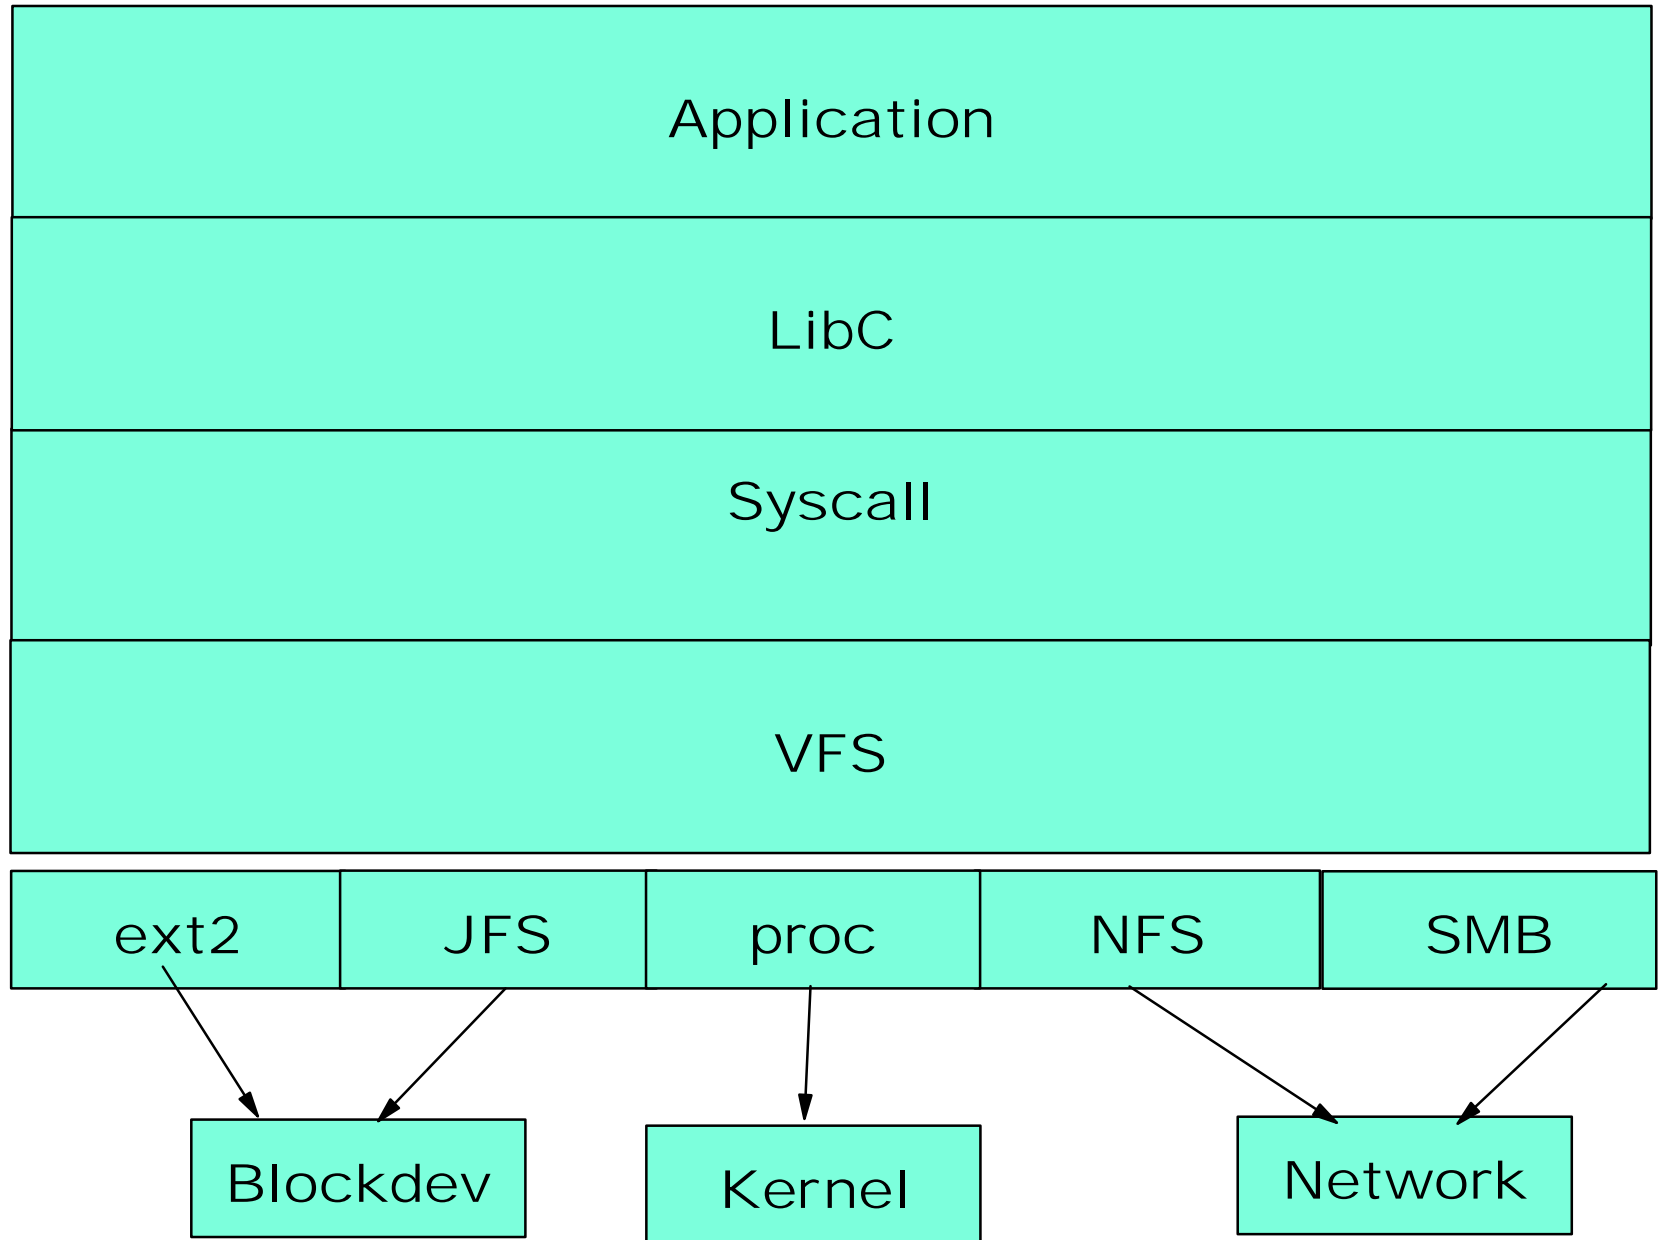 Application
LibC
Syscall
VFS
ext2
JFS
proc
NFS
SMB
Blockdev
Kernel
Network